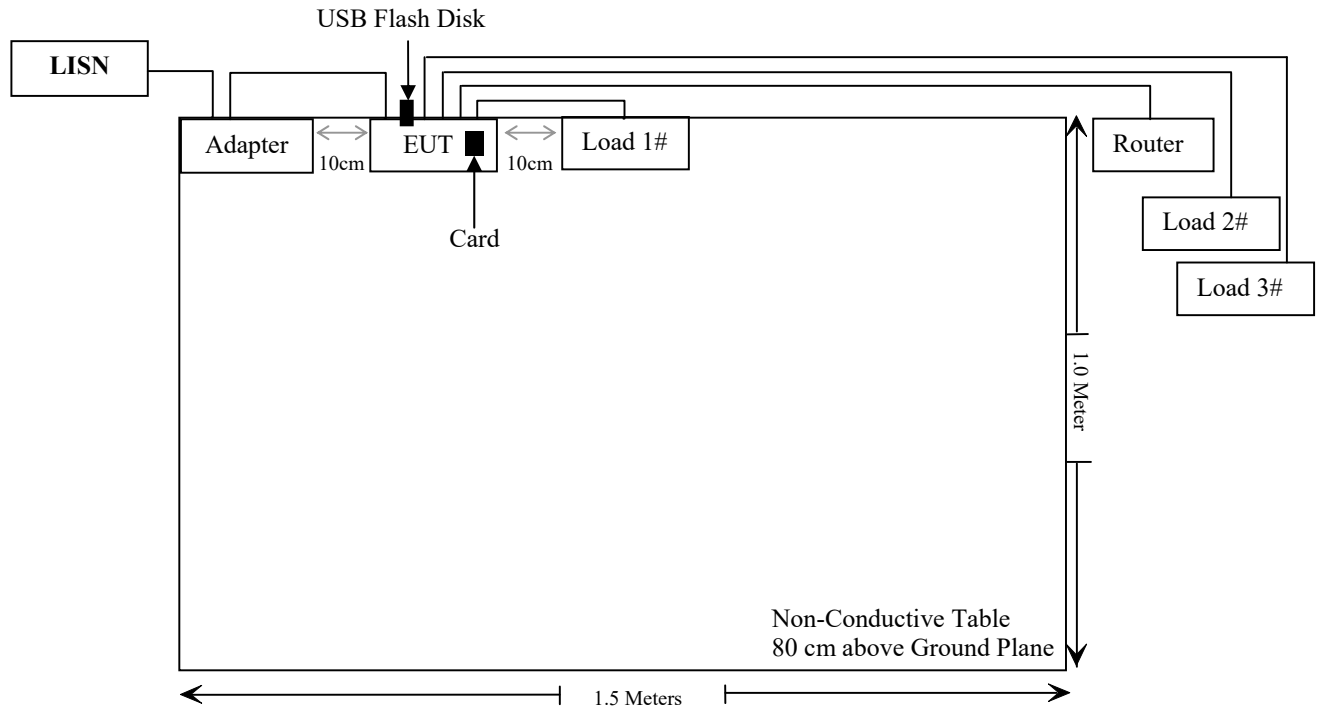 USB Flash Disk
LISN
Adapter
10cm
EUT
10cm
Load 1#
Router
Card
Load 2#
Load 3#
1.0 Meter
Non-Conductive Table
80 cm above Ground Plane
1.5 Meters